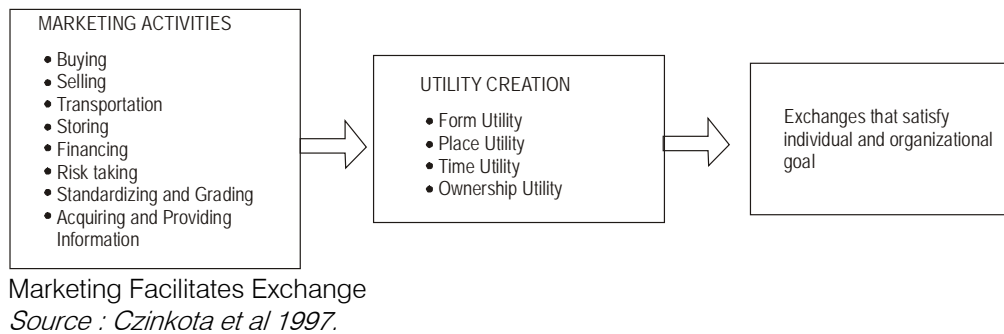 MARKETING ACTIVITIES
• Buying
• Selling
• Transportation
• Storing
• Financing
• Risk taking
• Standardizing and Grading
• Acquiring and Providing
Information
UTILITY CREATION
• Form Utility
• Place Utility
• Time Utility
• Ownership Utility
Exchanges that satisfy
individual and organizational
goal
Marketing Facilitates Exchange
Source : Czinkota et al 1997.